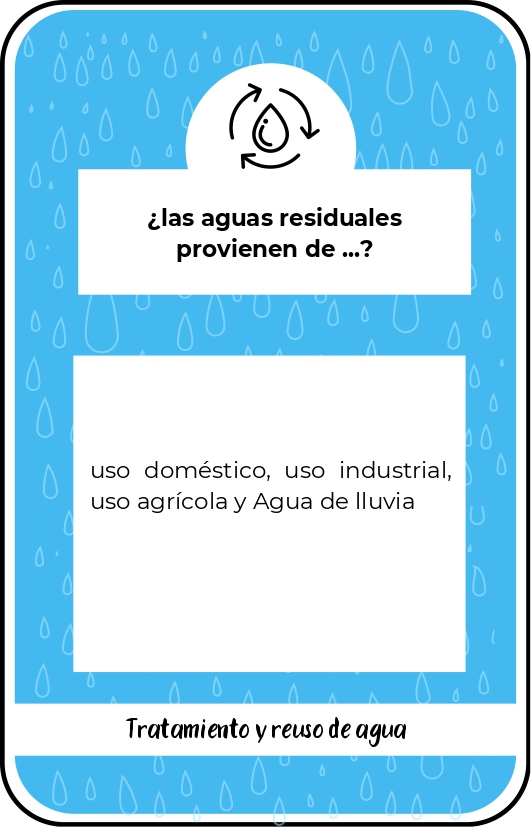 ¿las aguas residuales
provienen de ...?
uso doméstico, uso industrial,
uso agrícola y Agua de lluvia
Tratamiento y reuso de agua